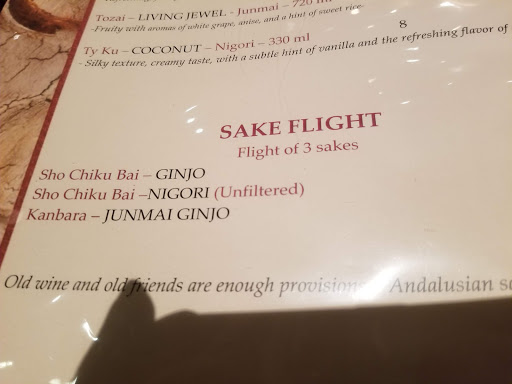 Tozai – LIVING JEWEL - Junmai – 720 ml
-Fruity with aromas of white grape, anise, and a hint of sweet rice.
8
Ty Ku – COCONUT – Nigori – 330 ml
- Silky texture, creamy taste, with a subtle hint of vanilla and the refreshing flavor of
SAKE FLIGHT
Flight of 3 sakes
Sho Chiku Bai – GINJO
Sho Chiku Bai –NIGORI (Unfiltered)
Kanbara – JUNMAI GINJO
Old wine and old friends are enough provision Andalusian